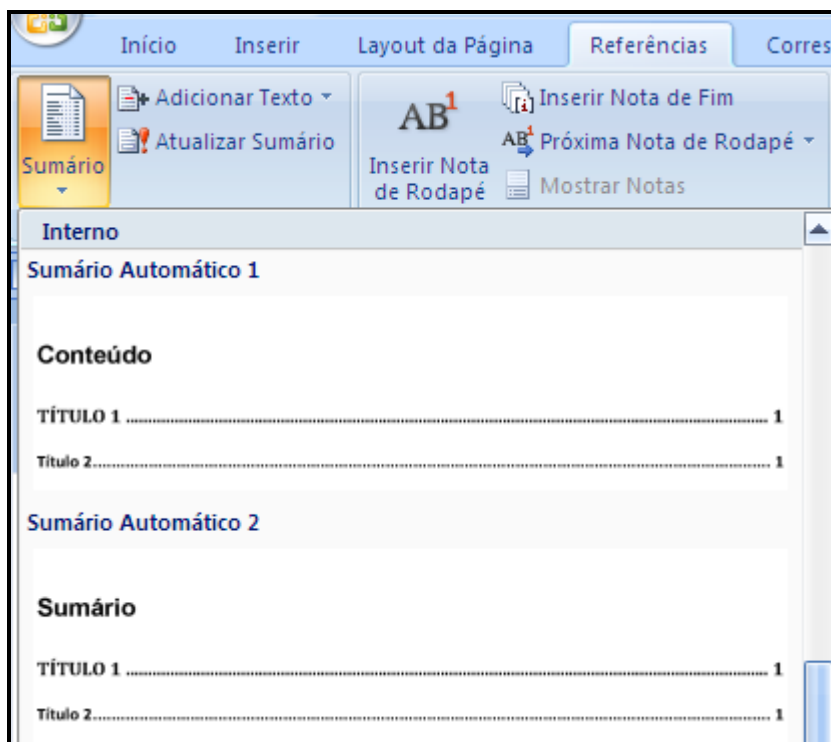 Início Inserir Layout da Página Referências Corres
Sumário
Adicionar Texto
Atualizar Sumário
AB1
Inserir Nota
de Rodapé
Inserir Nota de Fim
AB1 Próxima Nota de Rodapé
Mostrar Notas
Interno
Sumário Automático 1
Conteúdo
TÍTULO 1 ........ 1
Título 2........ 1
Sumário Automático 2
Sumário
TÍTULO 1 ........ 1
Título 2........ 1